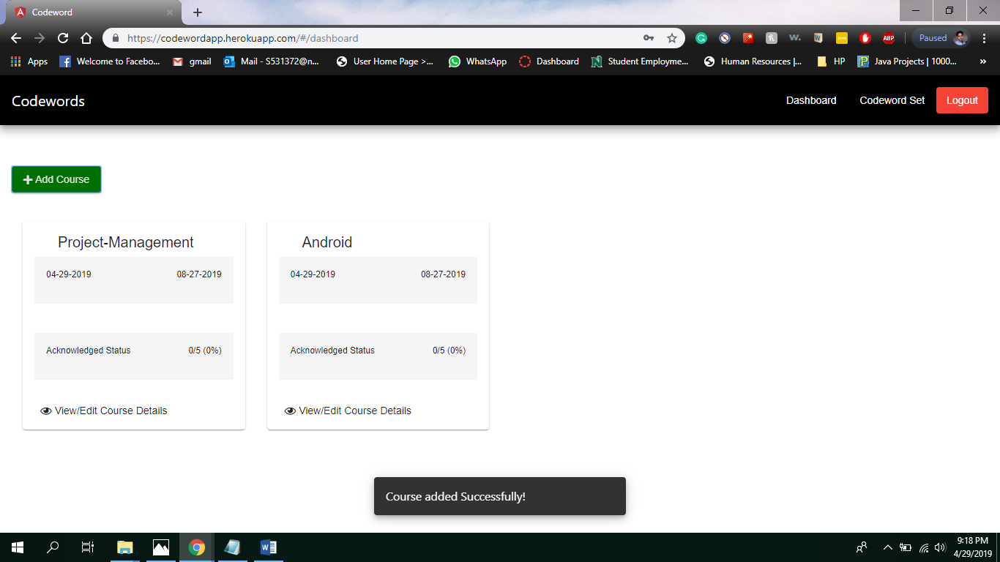 Codeword
https://codewordapp.herokuapp.com/#/dashboard
Paused
Apps
Welcome to Facebo...
gmail
Mail - S531372@n...
User Home Page >...
WhatsApp
Dashboard
Student Employme...
Human Resources |...
HP
Java Projects | 1000...
»
Codewords
Dashboard
Codeword Set
Logout
Add Course
Project-Management
04-29-2019 08-27-2019
Acknowledged Status 0/5 (0%)
View/Edit Course Details
Android
04-29-2019 08-27-2019
Acknowledged Status 0/5 (0%)
View/Edit Course Details
Course added Successfully!
9:18 PM
4/29/2019